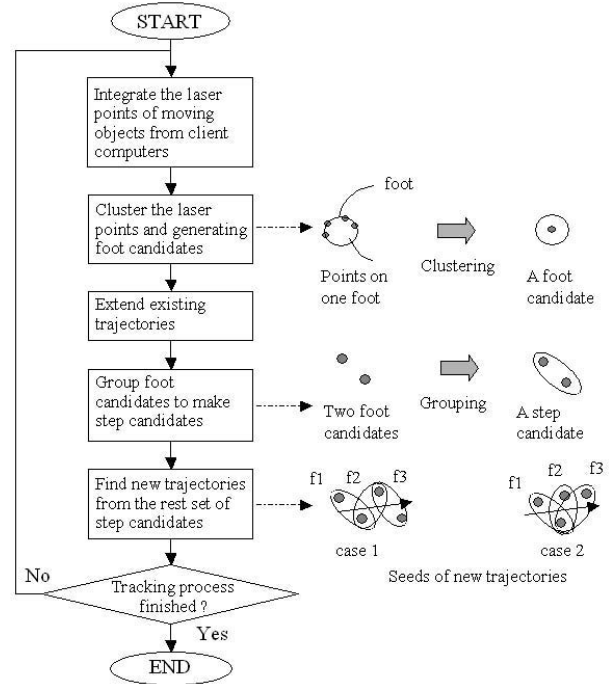 START
Integrate the laser
points of moving
objects from client
computers
Cluster the laser
points and generating
foot candidates
foot
Points on
one foot
Clustering
A foot
candidate
Extend existing
trajectories
Group foot
candidates to make
step candidates
Two foot
candidates
Grouping
A step
candidate
Find new trajectories
from the rest set of
step candidates
f1 f2 f3
case 1
f1 f2 f3
case 2
Seeds of new trajectories
Tracking process
finished ?
No
Yes
END